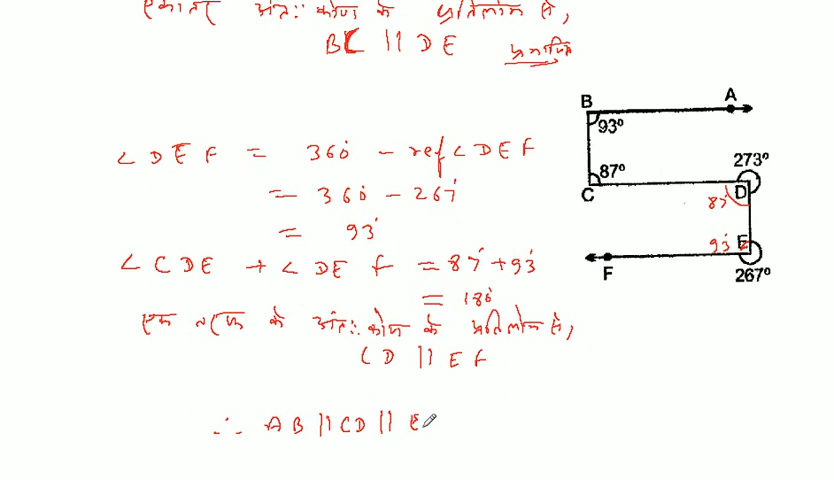 एकान्तर अंतः कोण के प्रतिलोम से,
BC || DE प्रमाणित
∠DEF = 360° - ref∠DEF
= 360° - 267°
= 93°
∠CDE + ∠DEF = 87° + 93°
= 180°
एक तरफ के अंतः कोण के प्रतिलोम से,
CD || EF
∴ AB || CD || E
B A
93°
87° 273°
C D
87°
93° E
F 267°